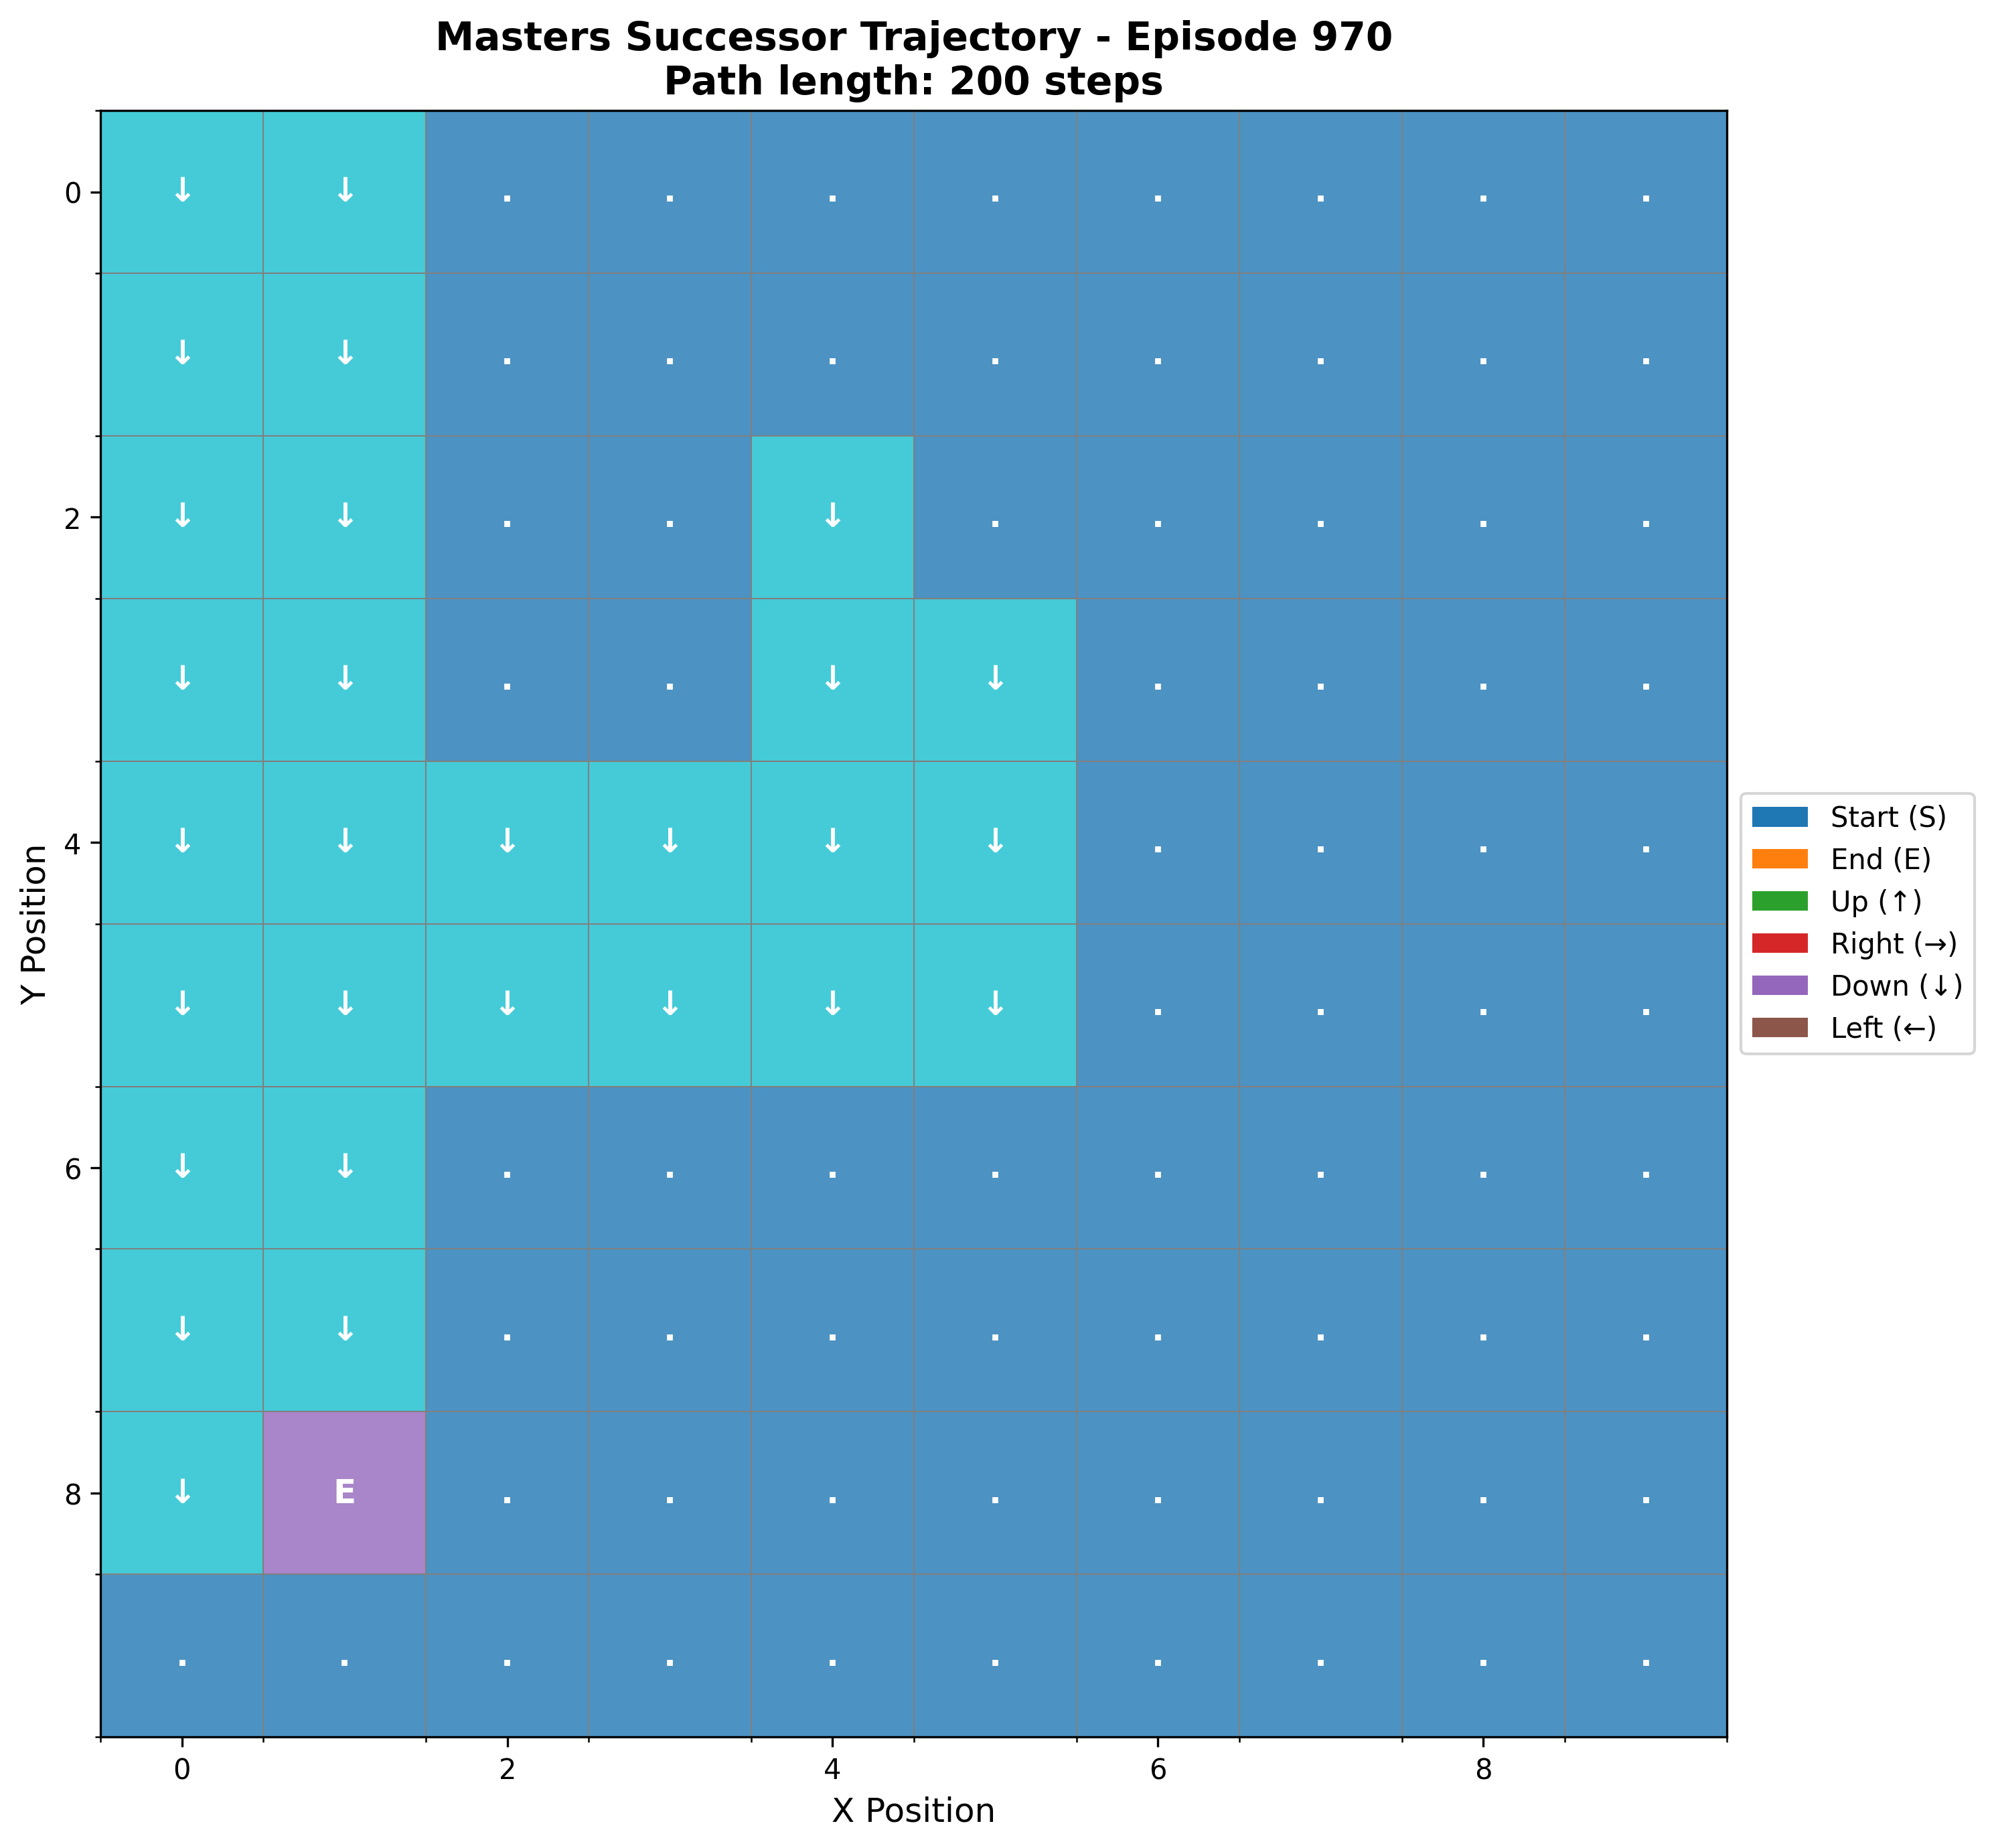 Masters Successor Trajectory - Episode 970
Path length: 200 steps
0 ↓ ↓ . . . . . . . .
↓ ↓ . . . . . . . .
2 ↓ ↓ . . ↓ . . . . .
↓ ↓ . . ↓ ↓ . . . .
4 ↓ ↓ ↓ ↓ ↓ ↓ . . . .
↓ ↓ ↓ ↓ ↓ ↓ . . . .
6 ↓ ↓ . . . . . . . .
↓ ↓ . . . . . . . .
8 ↓ E . . . . . . . .
. . . . . . . . . .
0 2 4 6 8
X Position
Y Position
Start (S)
End (E)
Up (↑)
Right (→)
Down (↓)
Left (←)